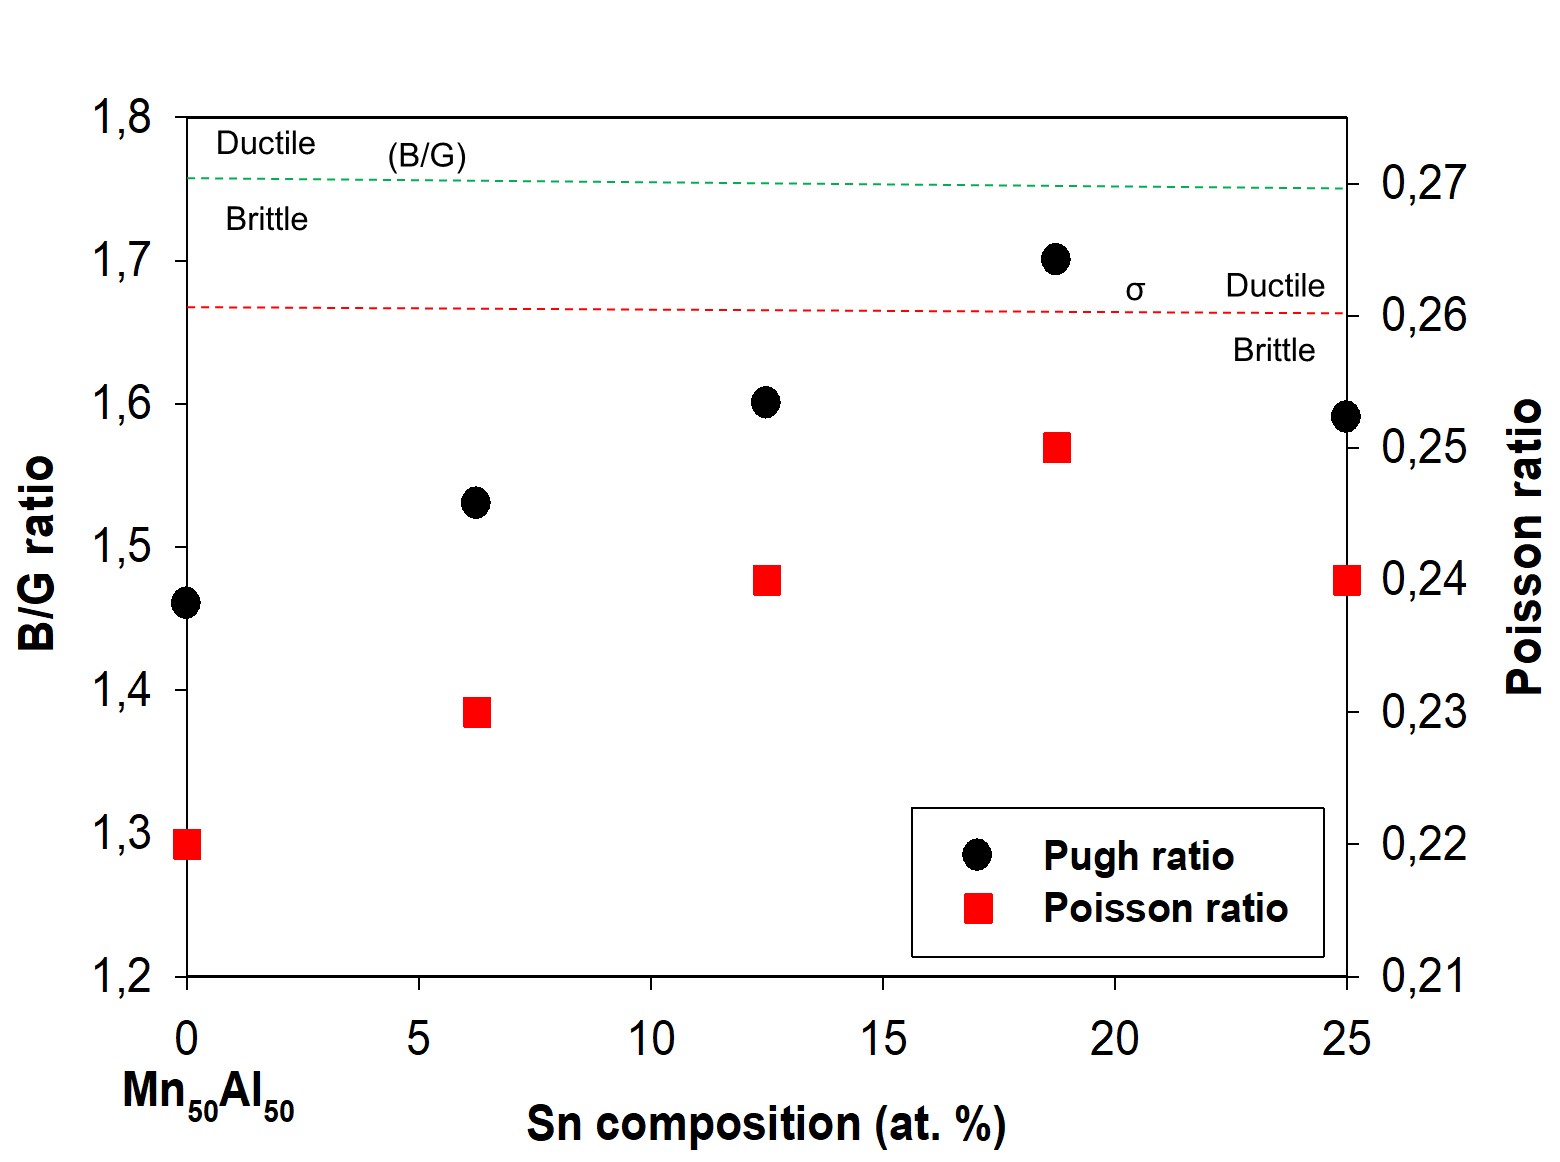 1,8
1,7
1,6
1,5
1,4
1,3
1,2
B/G ratio
Ductile
(B/G)
Brittle
σ
Ductile
Brittle
0,27
0,26
0,25
0,24
0,23
0,22
0,21
Poisson ratio
Pugh ratio
Poisson ratio
0 5 10 15 20 25
Mn₅₀Al₅₀
Sn composition (at. %)